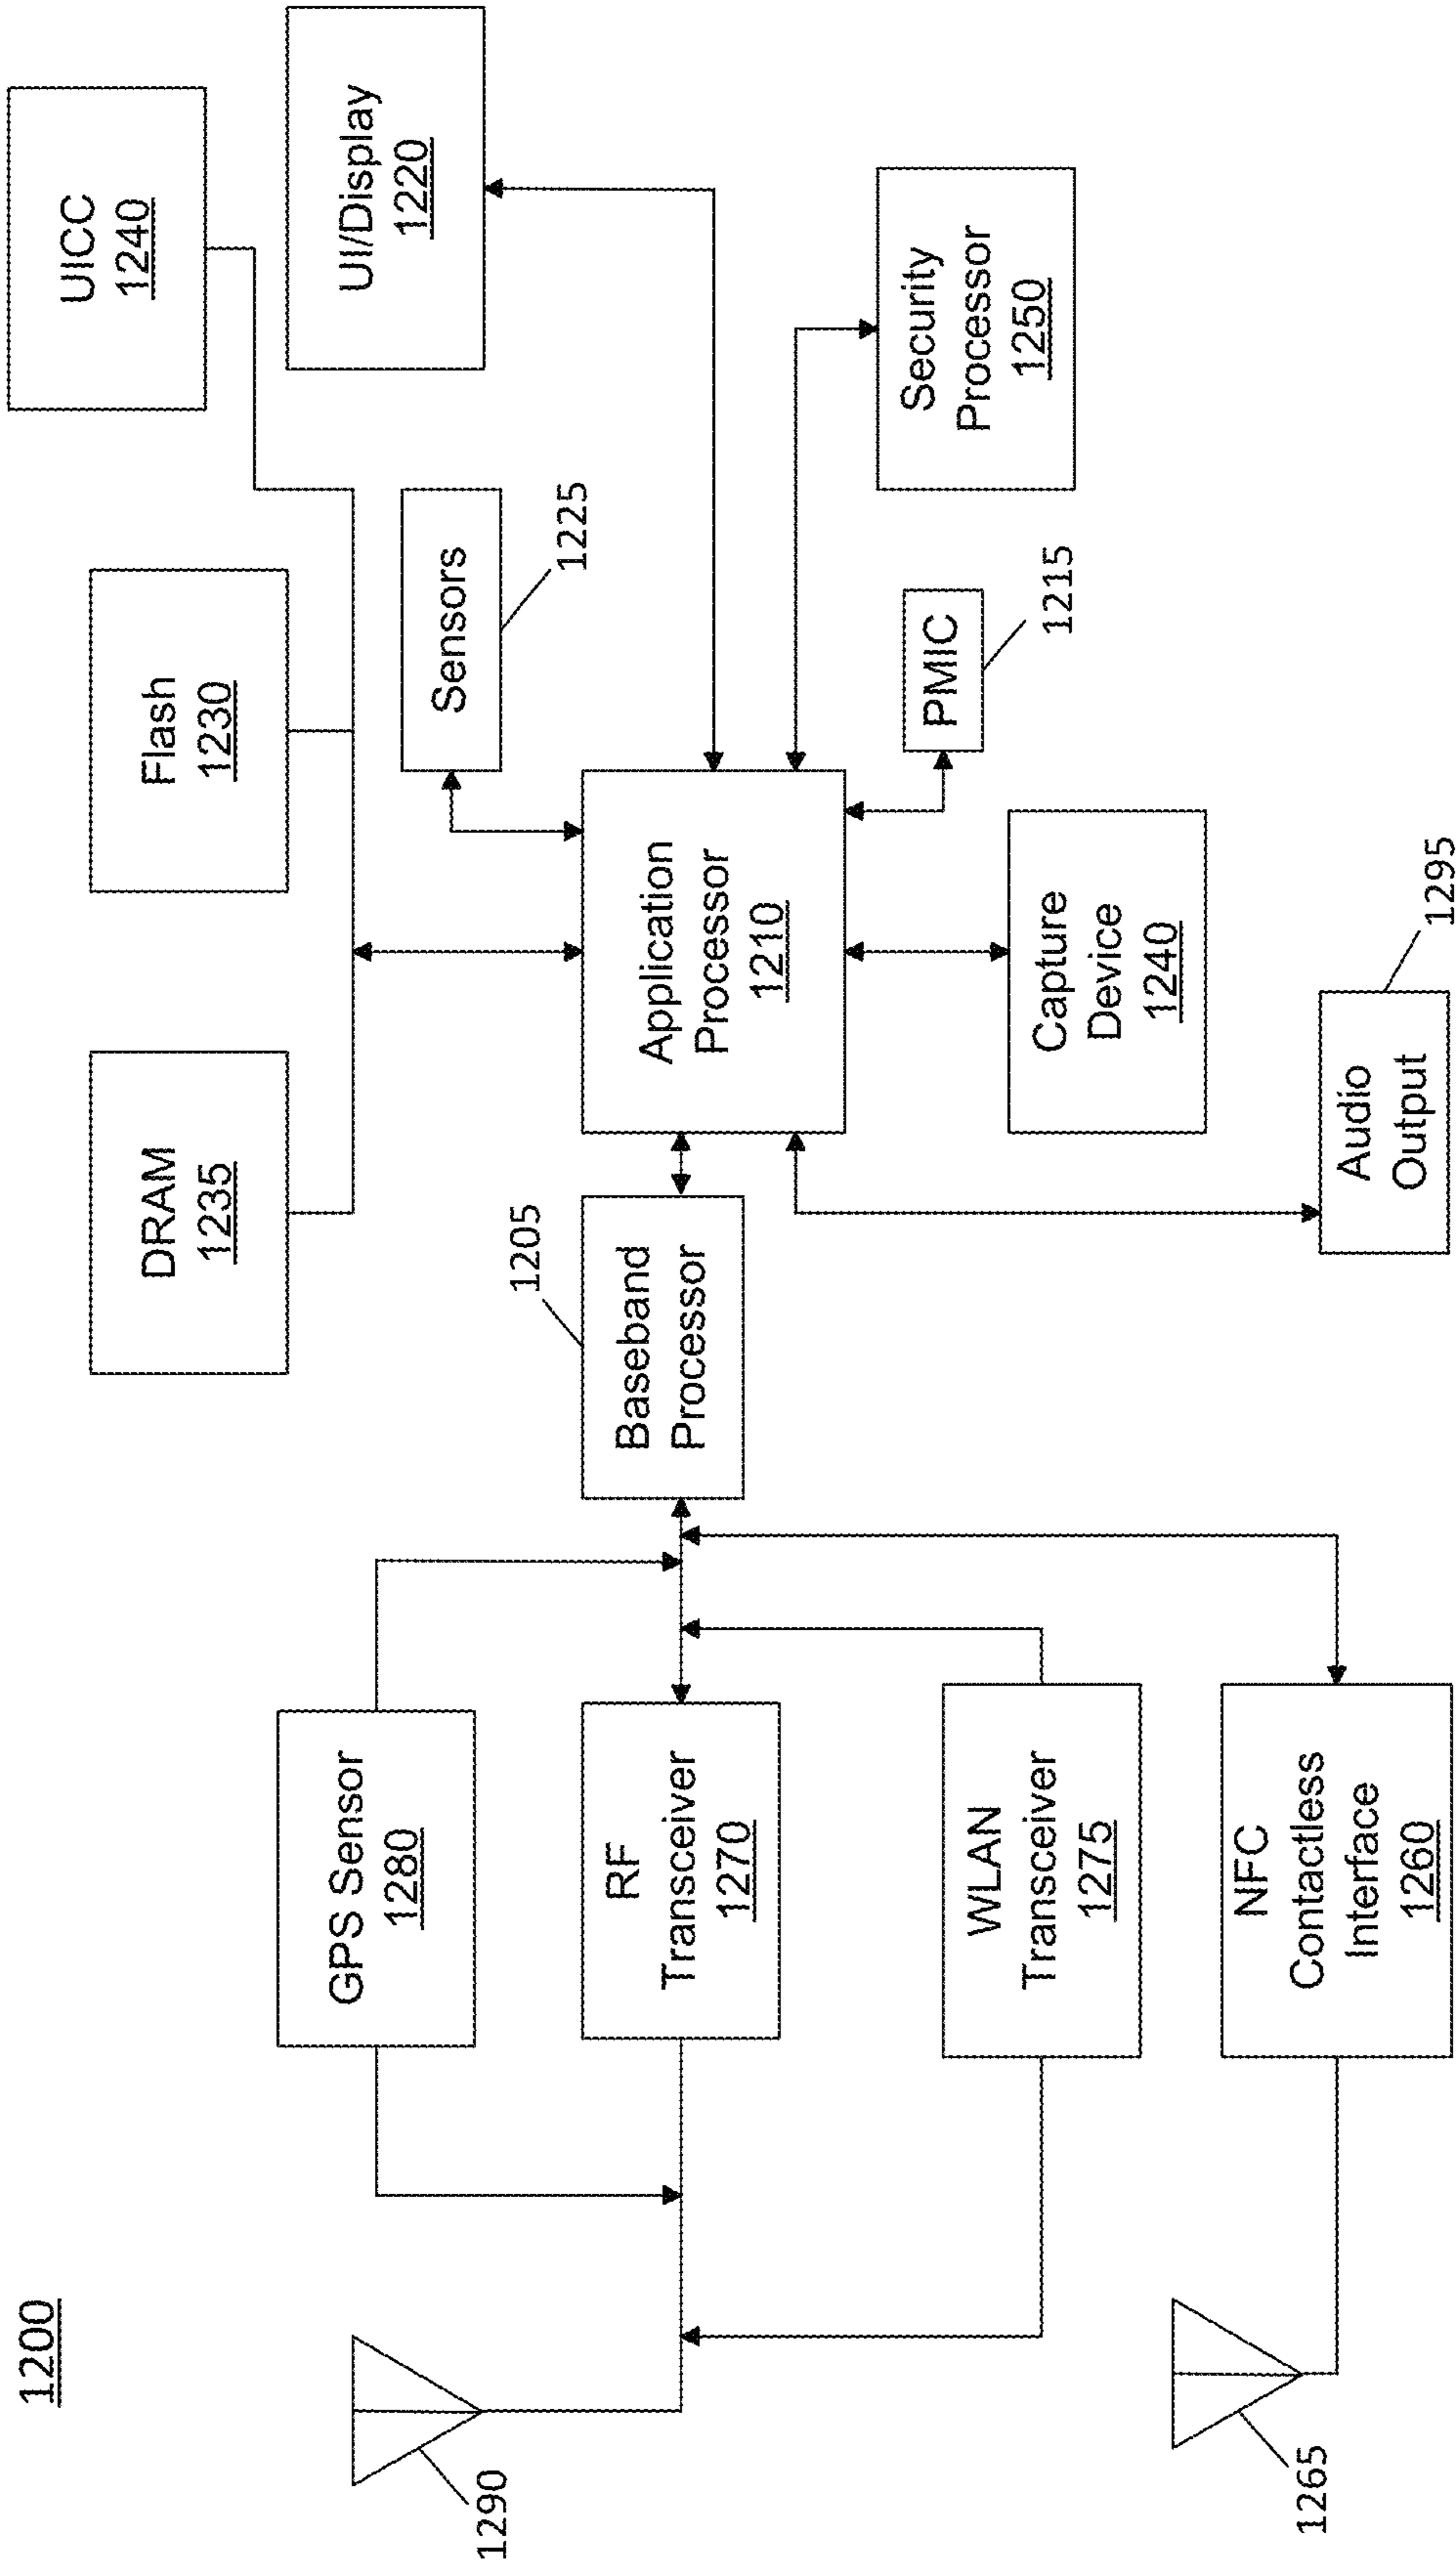 1200
UICC
1240
Flash
1230
DRAM
1235
UI/Display
1220
Sensors
1225
GPS Sensor
1280
1290
RF
Transceiver
1270
1205
Baseband
Processor
Application
Processor
1210
Security
Processor
1250
PMIC
1215
WLAN
Transceiver
1275
Capture
Device
1240
NFC
Contactless
Interface
1260
1265
Audio
Output
1295